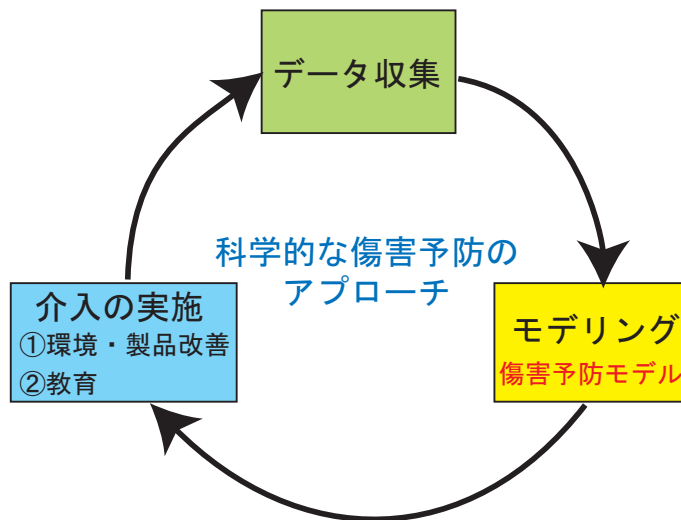 データ収集
科学的な傷害予防の
アプローチ
介入の実施
①環境・製品改善
②教育
モデリング
傷害予防モデル